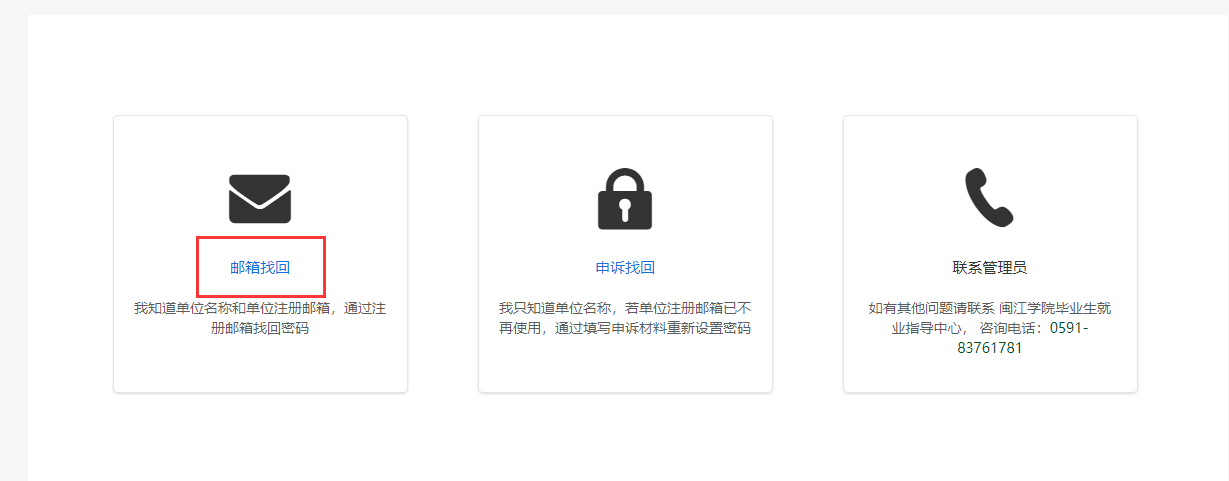 邮箱找回
我知道单位名称和单位注册邮箱，通过注
册邮箱找回密码
申诉找回
我只知道单位名称，若单位注册邮箱已不
再使用，通过填写申诉材料重新设置密码
联系管理员
如有其他问题请联系 闽江学院毕业生就
业指导中心， 咨询电话：0591-
83761781